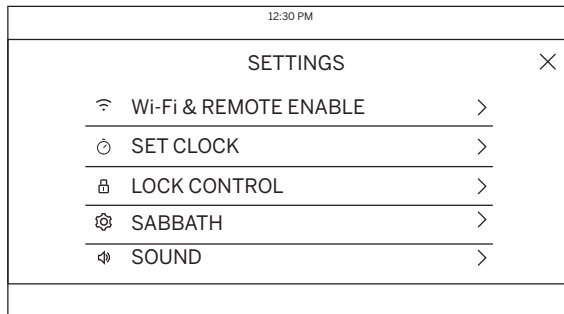 12:30 PM
SETTINGS
Wi-Fi & REMOTE ENABLE
SET CLOCK
LOCK CONTROL
SABBATH
SOUND